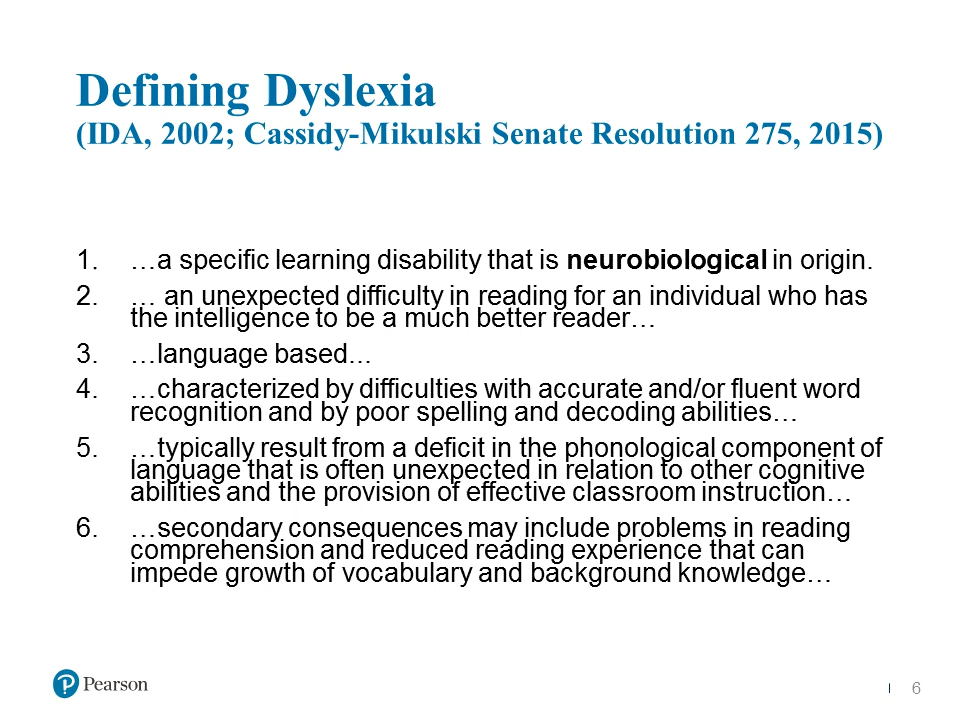 Defining Dyslexia
(IDA, 2002; Cassidy-Mikulski Senate Resolution 275, 2015)
1. …a specific learning disability that is neurobiological in origin.
2. … an unexpected difficulty in reading for an individual who has
the intelligence to be a much better reader…
3. …language based...
4. …characterized by difficulties with accurate and/or fluent word
recognition and by poor spelling and decoding abilities…
5. …typically result from a deficit in the phonological component of
language that is often unexpected in relation to other cognitive
abilities and the provision of effective classroom instruction…
6. …secondary consequences may include problems in reading
comprehension and reduced reading experience that can
impede growth of vocabulary and background knowledge…
P Pearson
| 6